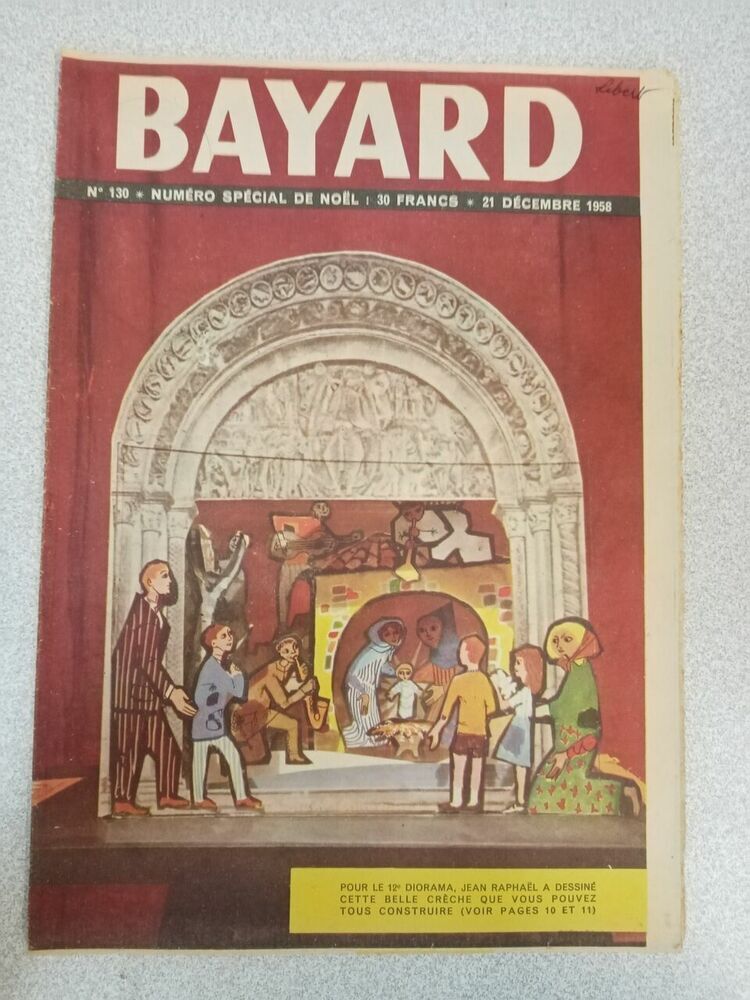 BAYARD
Libert
N° 130 * NUMÉRO SPÉCIAL DE NOËL : 30 FRANCS * 21 DÉCEMBRE 1958
POUR LE 12e DIORAMA, JEAN RAPHAËL A DESSINÉ
CETTE BELLE CRÈCHE QUE VOUS POUVEZ
TOUS CONSTRUIRE (VOIR PAGES 10 ET 11)